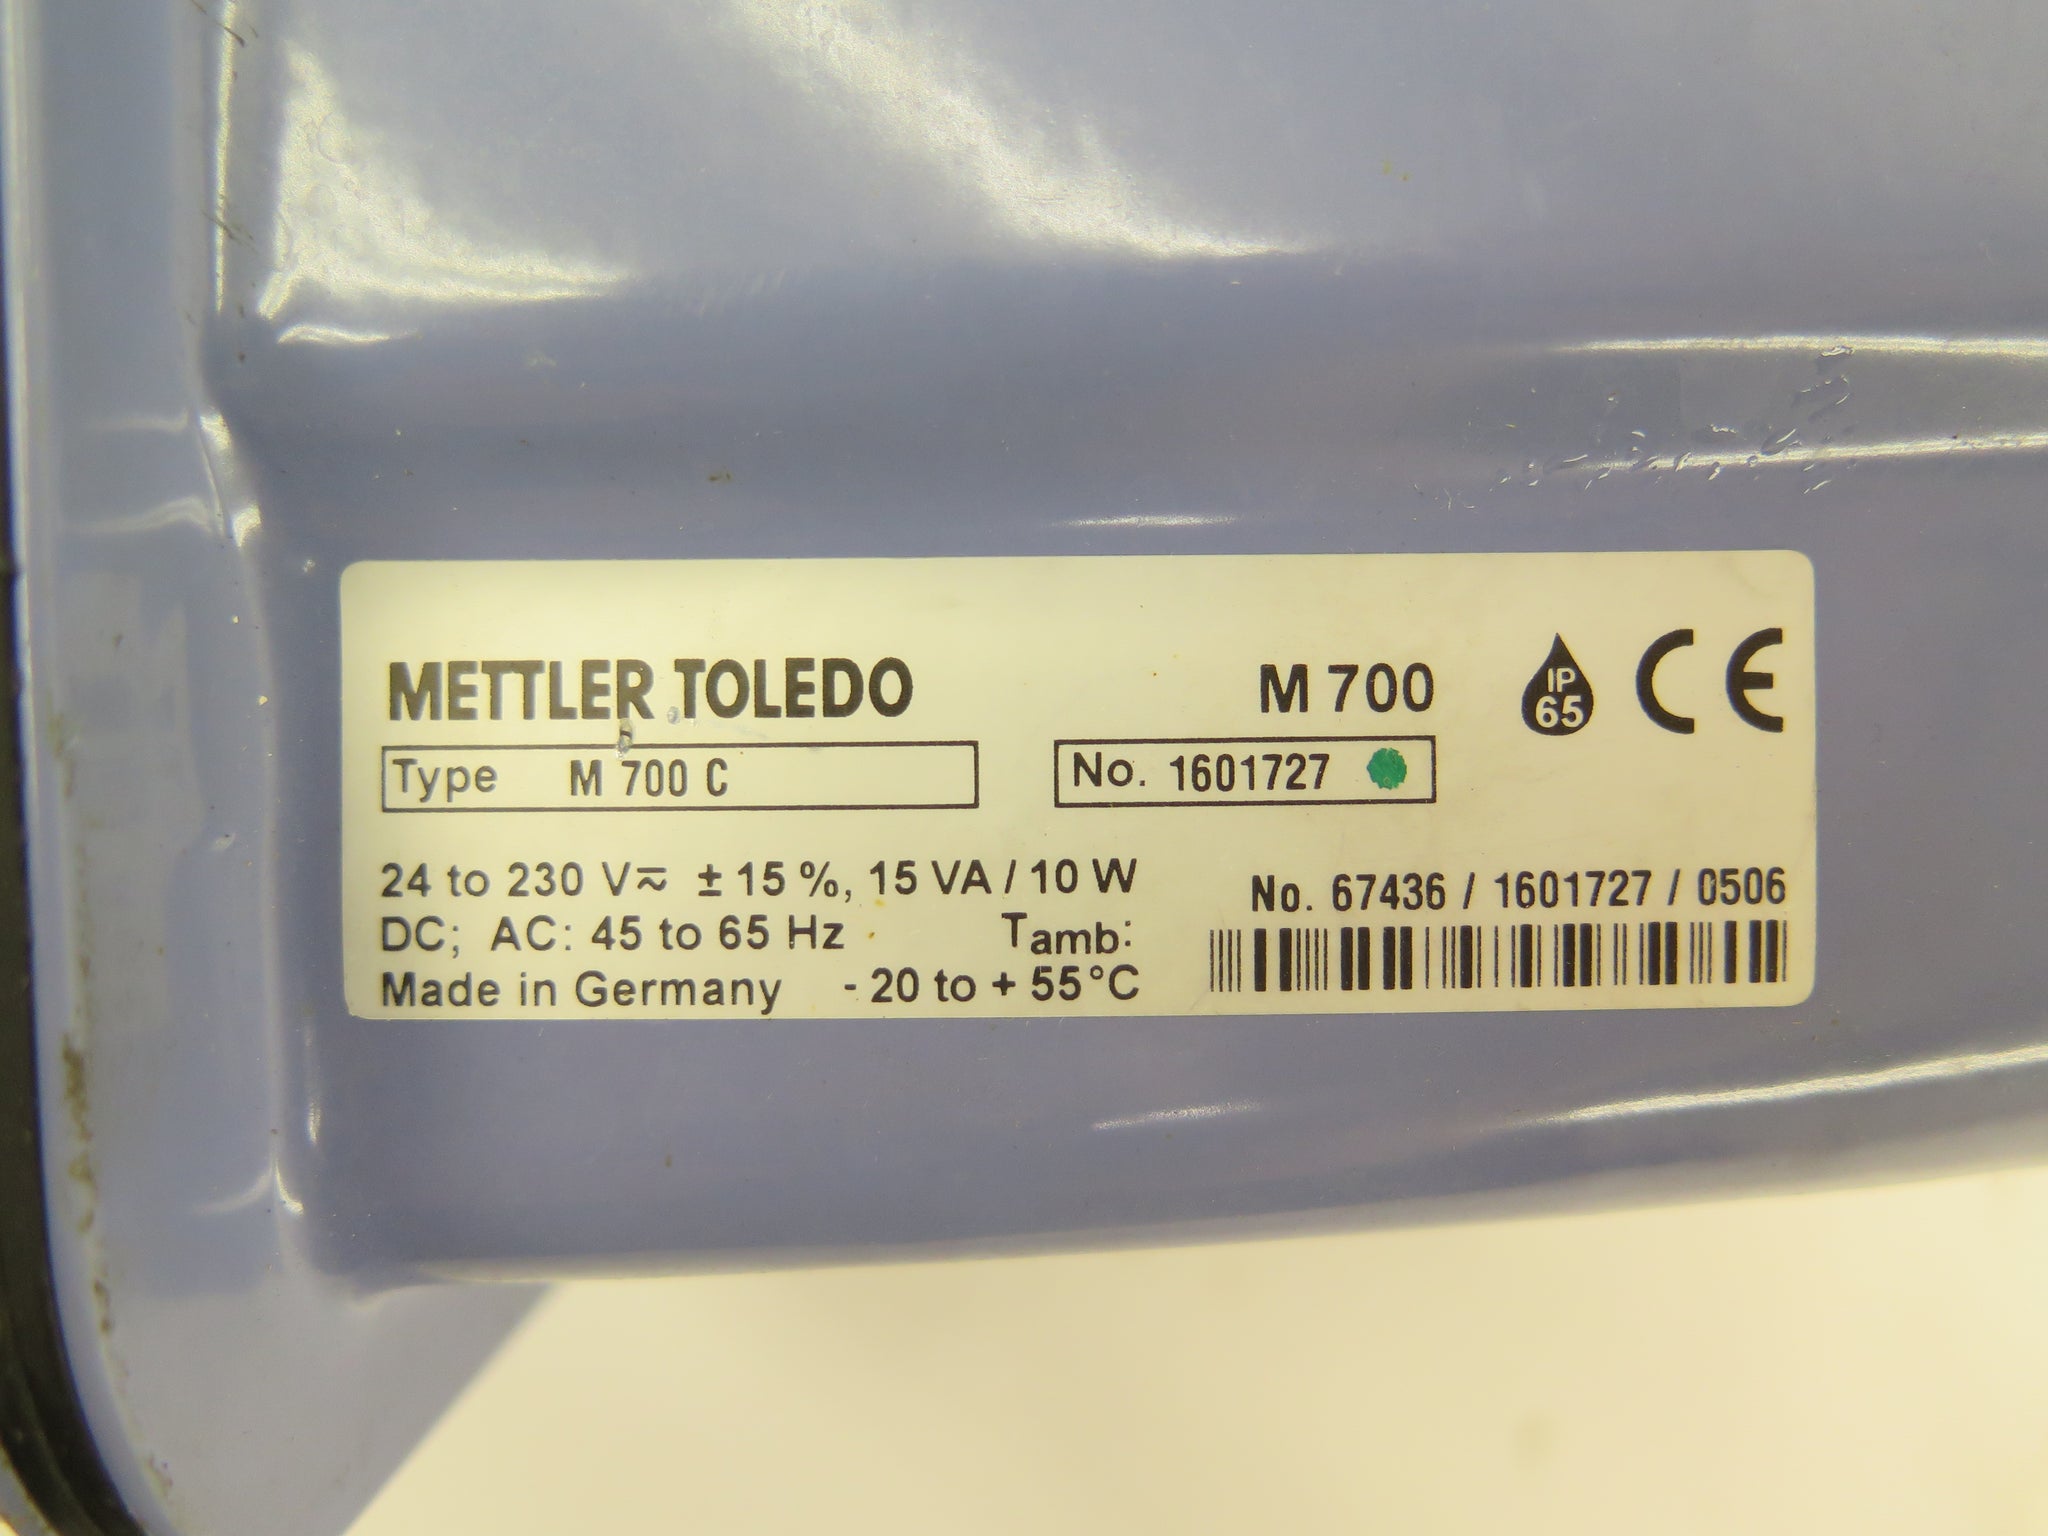 METTLER TOLEDO M 700 IP 65 CE
Type M 700 C No. 1601727
24 to 230 V⎓~ ± 15 %, 15 VA / 10 W
DC; AC: 45 to 65 Hz Tamb:
Made in Germany - 20 to + 55°C
No. 67436 / 1601727 / 0506